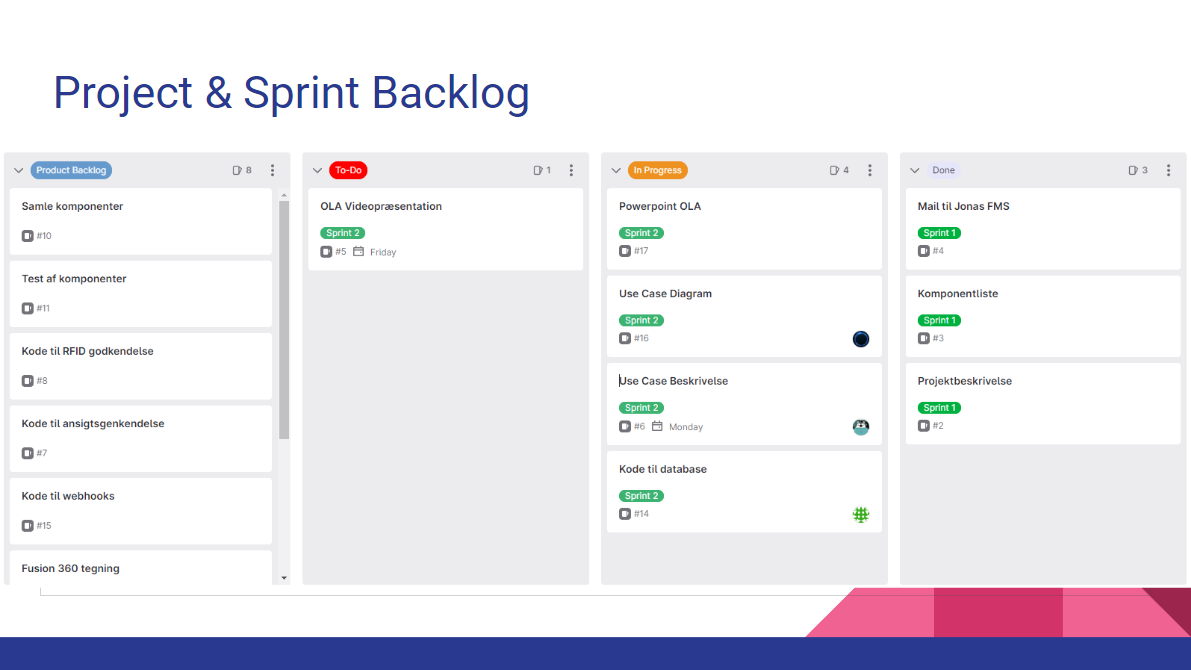 Project & Sprint Backlog
Product Backlog
8
Samle komponenter
#10
Test af komponenter
#11
Kode til RFID godkendelse
#8
Kode til ansigtsgenkendelse
#7
Kode til webhooks
#15
Fusion 360 tegning
To-Do
1
OLA Videopræsentation
Sprint 2
#5 Friday
In Progress
4
Powerpoint OLA
Sprint 2
#17
Use Case Diagram
Sprint 2
#16
Use Case Beskrivelse
Sprint 2
#6 Monday
Kode til database
Sprint 2
#14
Done
3
Mail til Jonas FMS
Sprint 1
#4
Komponentliste
Sprint 1
#3
Projektbeskrivelse
Sprint 1
#2